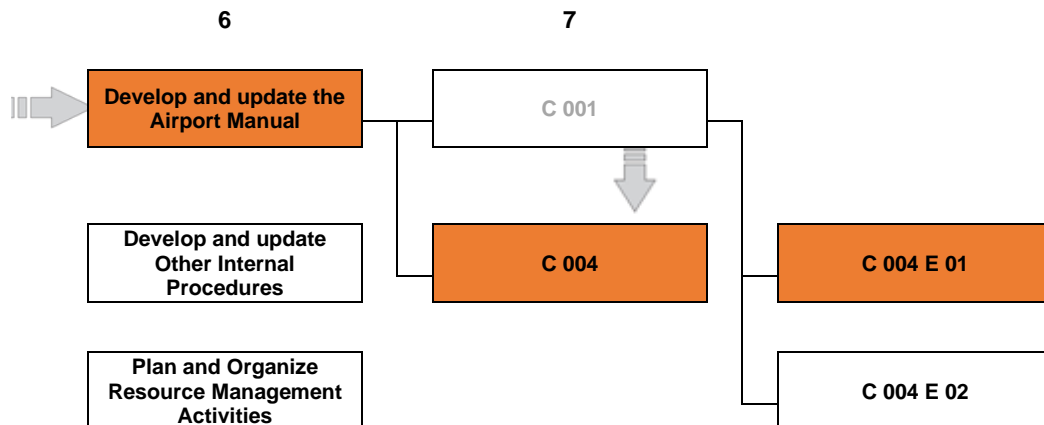 6
7
Develop and update the
Airport Manual
C 001
Develop and update
Other Internal
Procedures
C 004
C 004 E 01
Plan and Organize
Resource Management
Activities
C 004 E 02